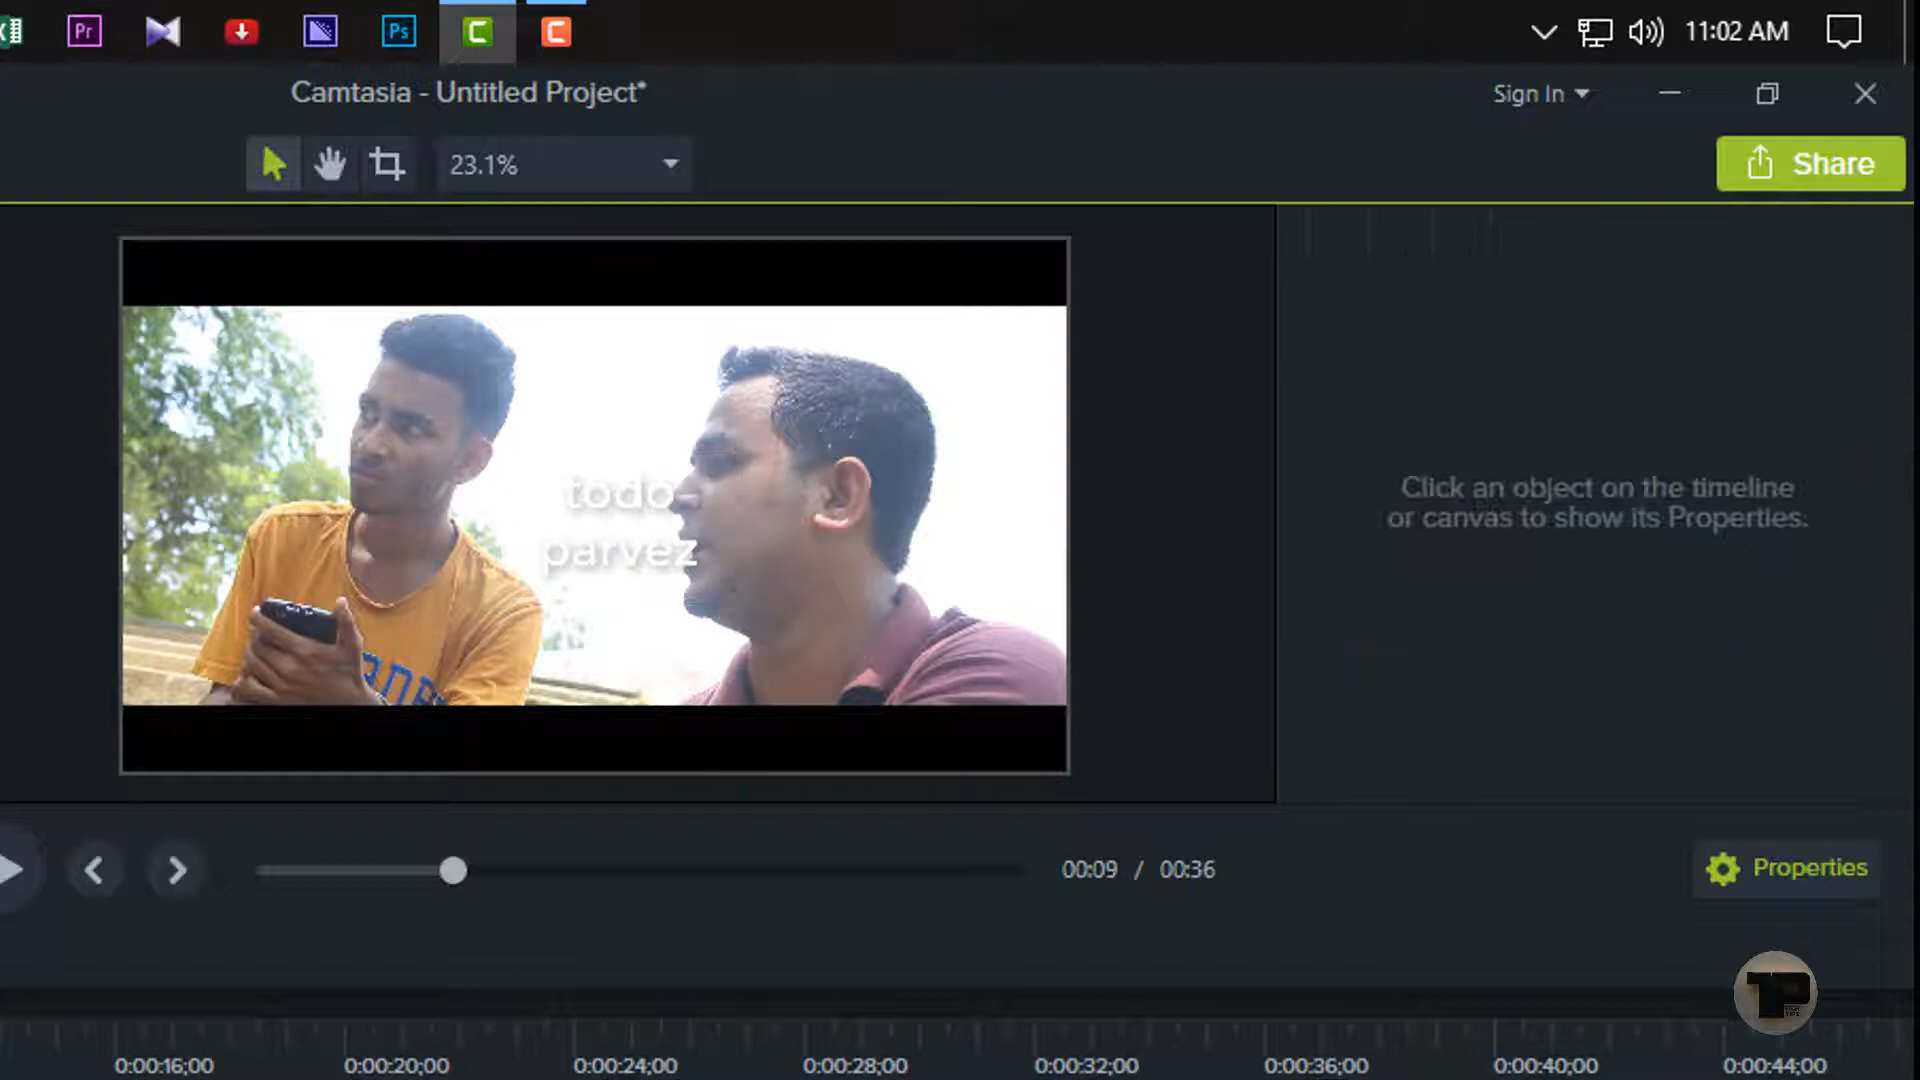 Pr
Ps
11:02 AM
Camtasia - Untitled Project*
Sign In
23.1%
Share
todo
parvez
Click an object on the timeline
or canvas to show its Properties.
00:09 / 00:36
Properties
TP
0:00:16;00 0:00:20;00 0:00:24;00 0:00:28;00 0:00:32;00 0:00:36;00 0:00:40;00 0:00:44;00